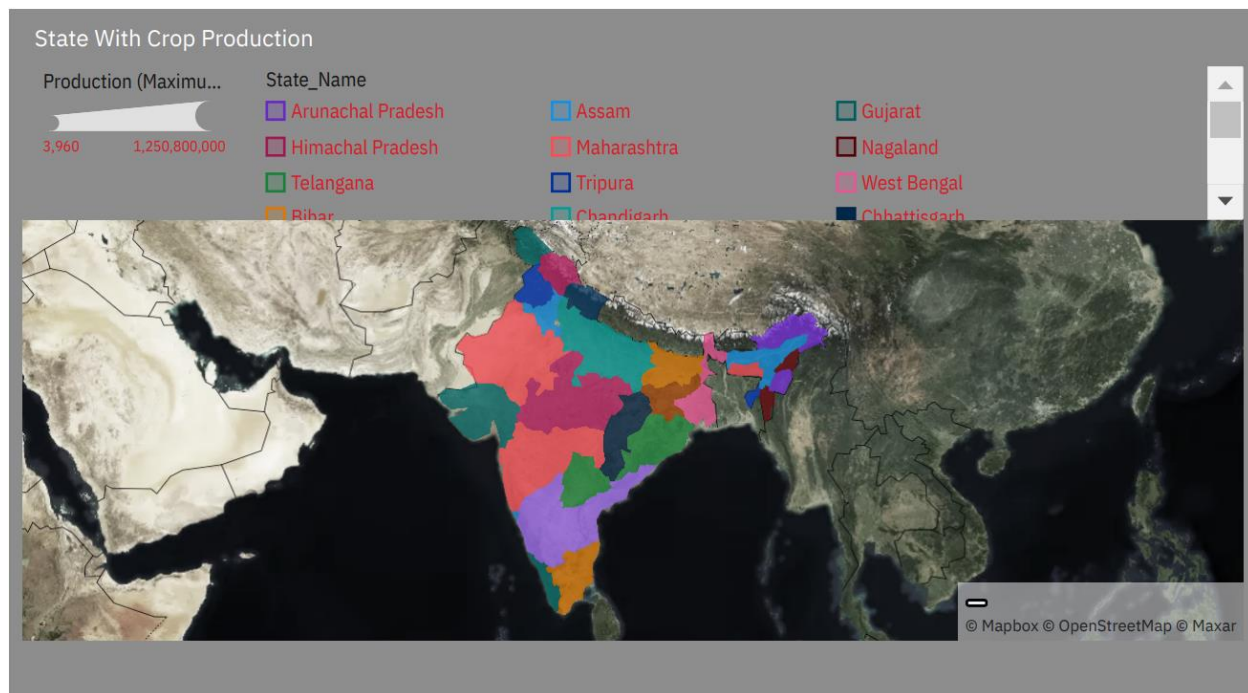 State With Crop Production
Production (Maximu...
3,960 1,250,800,000
State_Name
Arunachal Pradesh Assam Gujarat
Himachal Pradesh Maharashtra Nagaland
Telangana Tripura West Bengal
Bihar Chandigarh Chhattisgarh
© Mapbox © OpenStreetMap © Maxar